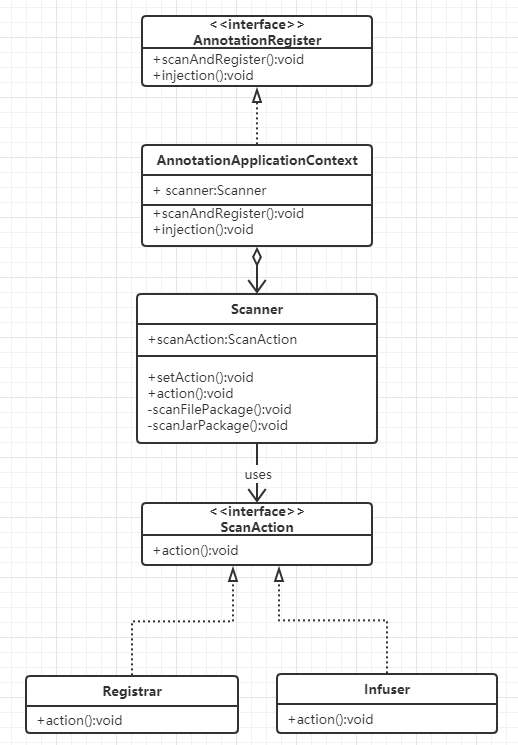 <<interface>>
AnnotationRegister
+scanAndRegister():void
+injection():void
AnnotationApplicationContext
+ scanner:Scanner
+scanAndRegister():void
+injection():void
Scanner
+scanAction:ScanAction
+setAction():void
+action():void
-scanFilePackage():void
-scanJarPackage():void
uses
<<interface>>
ScanAction
+action():void
Registrar
+action():void
Infuser
+action():void